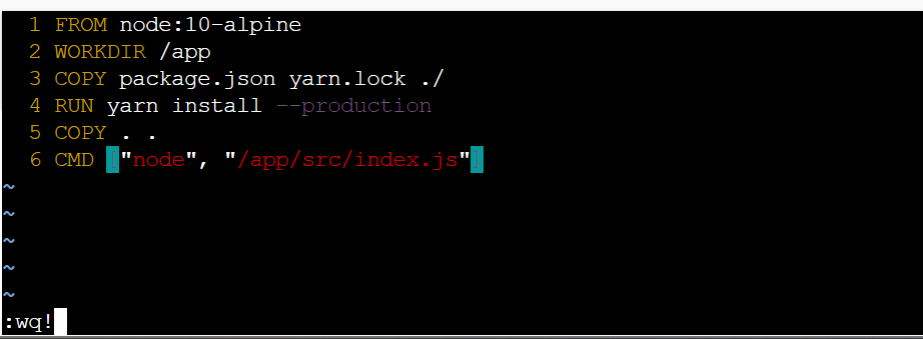 1 FROM node:10-alpine
2 WORKDIR /app
3 COPY package.json yarn.lock ./
4 RUN yarn install --production
5 COPY . .
6 CMD ["node", "/app/src/index.js"]
~
~
~
~
~
:wq!